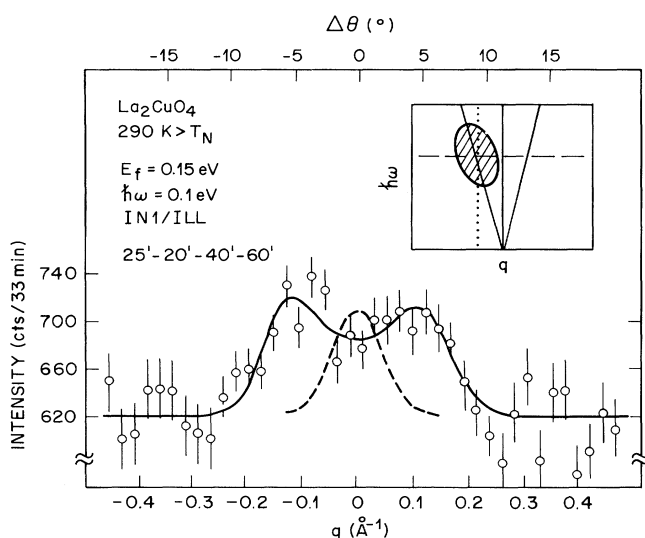 Δθ (°)
-15 -10 -5 0 5 10 15
La₂CuO₄
290 K > T_N
E_f = 0.15 eV
ħω = 0.1 eV
IN1/ILL
25'-20'-40'-60'
ħω
q
INTENSITY (cts/33 min)
740
700
660
620
-0.4 -0.3 -0.2 -0.1 0 0.1 0.2 0.3 0.4
q (Å⁻¹)